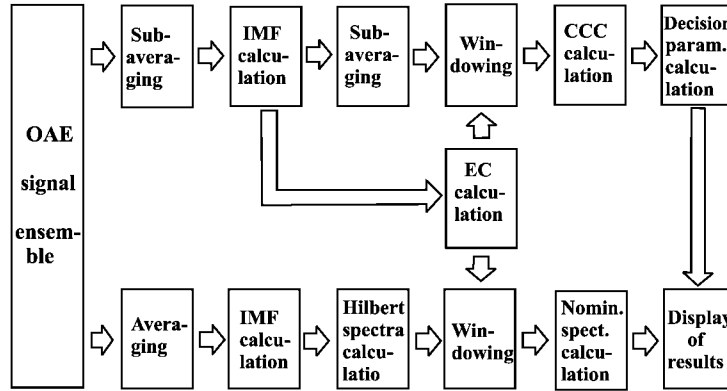 OAE
signal
ensem-
ble
Sub-
avera-
ging
IMF
calcu-
lation
Sub-
avera-
ging
Win-
dowing
CCC
calcu-
lation
Decision
param.
calcu-
lation
EC
calcu-
lation
Avera-
ging
IMF
calcu-
lation
Hilbert
spectra
calcu-
latio
Win-
dowing
Nomin.
spect.
calcu-
lation
Display
of
results